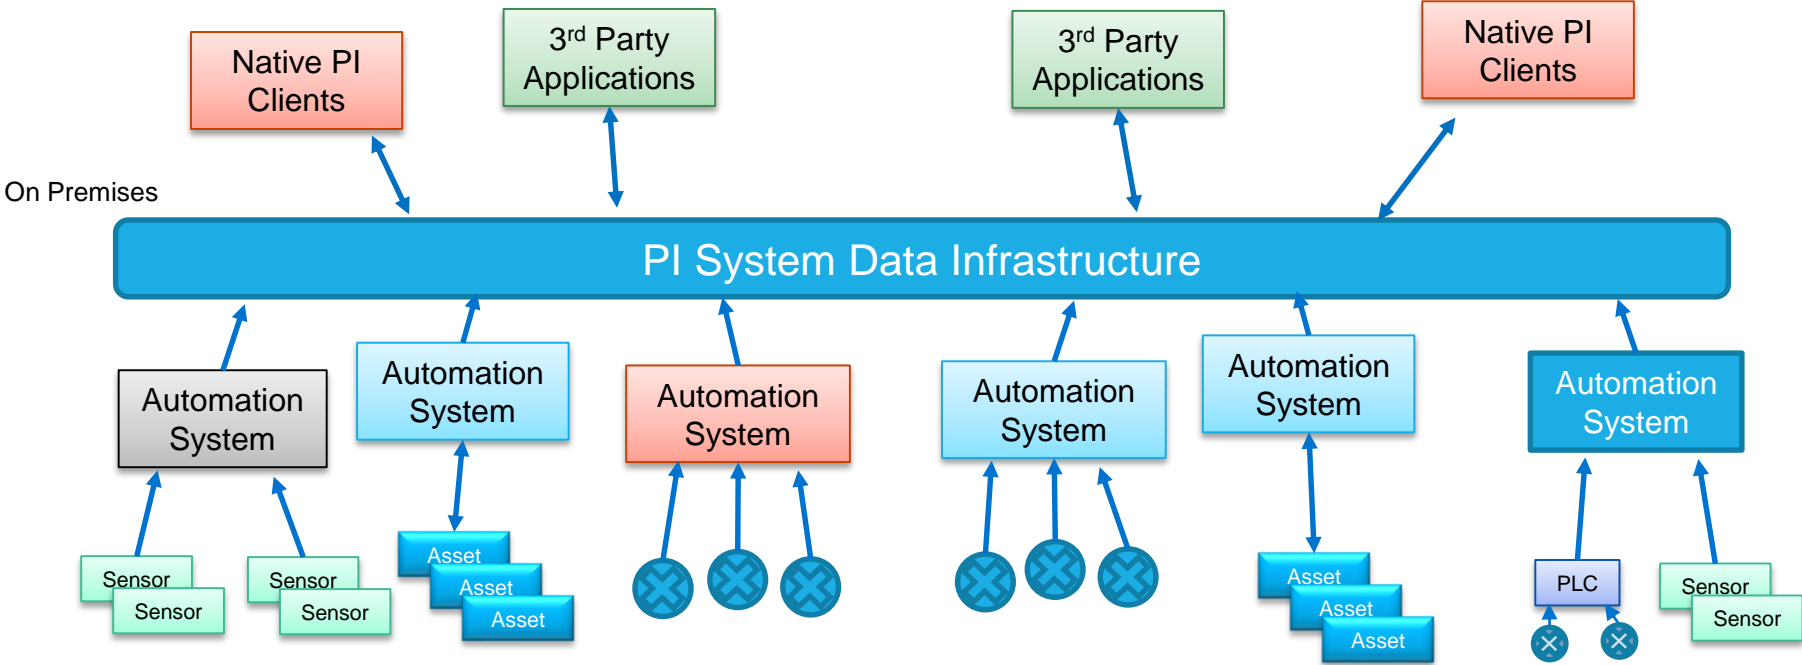 Native PI
Clients
3rd Party
Applications
3rd Party
Applications
Native PI
Clients
On Premises
PI System Data Infrastructure
Automation
System
Automation
System
Automation
System
Automation
System
Automation
System
Automation
System
Sensor
Sensor
Sensor
Sensor
Asset
Asset
Asset
Asset
Asset
Asset
PLC
Sensor
Sensor